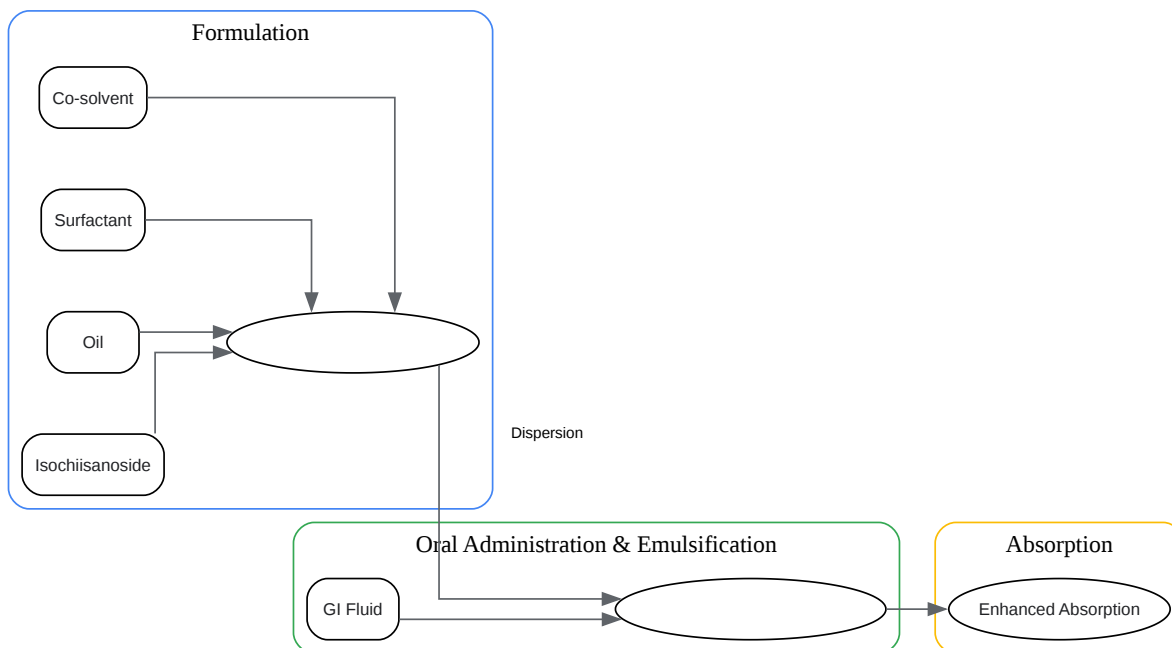 Formulation
Co-solvent
Surfactant
Oil
Isochiisanoside
Dispersion
Oral Administration & Emulsification
GI Fluid
Absorption
Enhanced Absorption